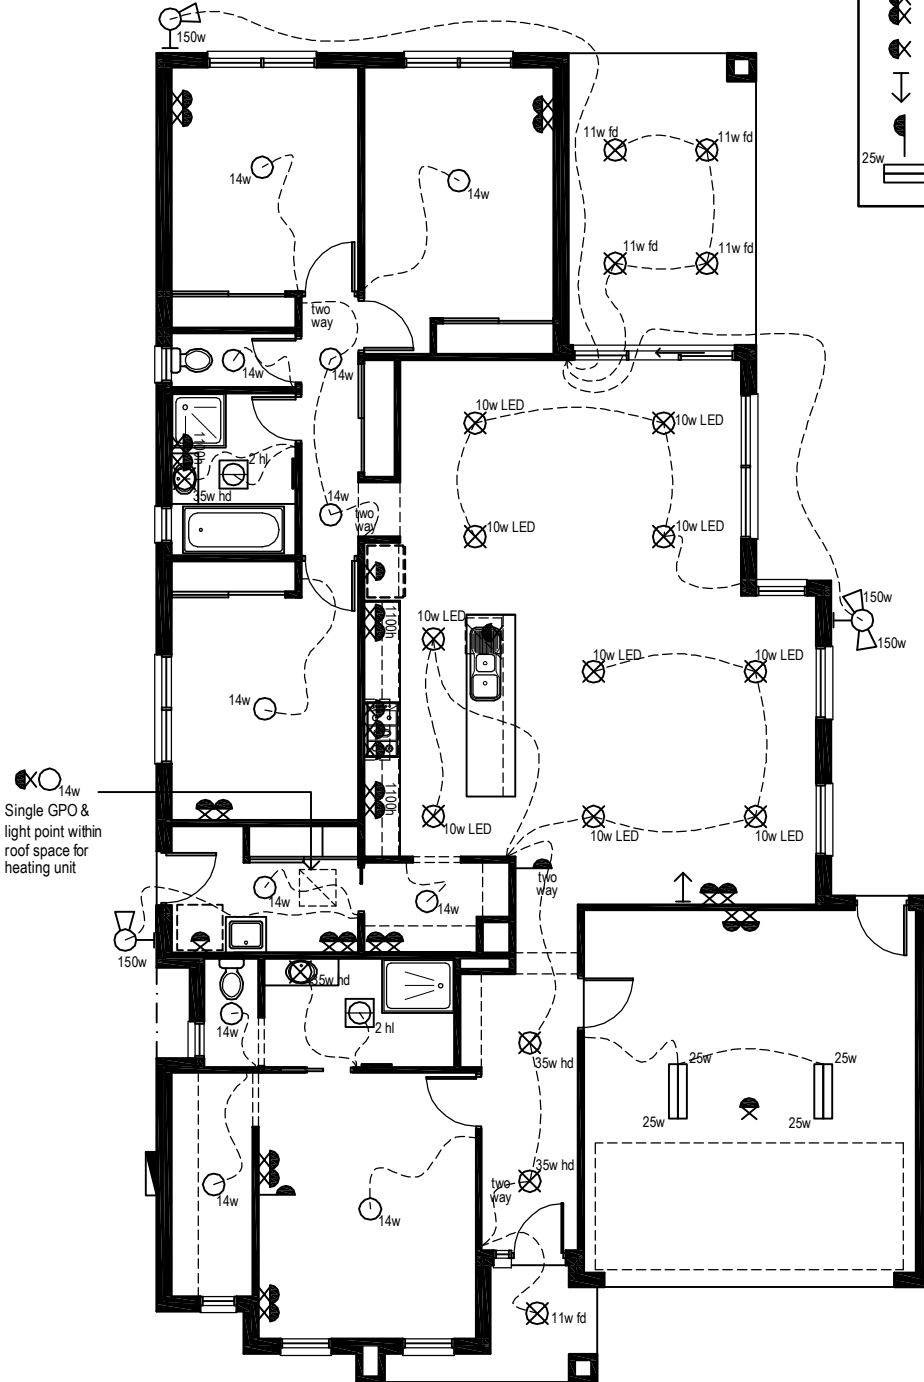 150w
11w fd
11w fd
25w
14w
14w
11w fd
11w fd
two
way
14w
14w
10w LED
10w LED
1100h
2 hl
35w hd
14w
two
way
10w LED
10w LED
150w
1100h
10w LED
150w
10w LED
10w LED
14w
14w
Single GPO &
light point within
roof space for
heating unit
1100h
10w LED
10w LED
10w LED
two
way
14w
14w
150w
35w hd
14w
2 hl
35w hd
25w
25w
25w
25w
35w hd
two
way
14w
14w
11w fd